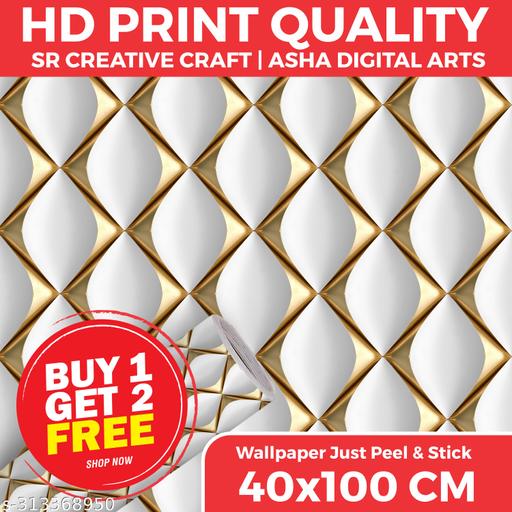 HD PRINT QUALITY
SR CREATIVE CRAFT | ASHA DIGITAL ARTS
BUY 1
GET 2
FREE
SHOP NOW
Wallpaper Just Peel & Stick
40x100 CM
s-313368950